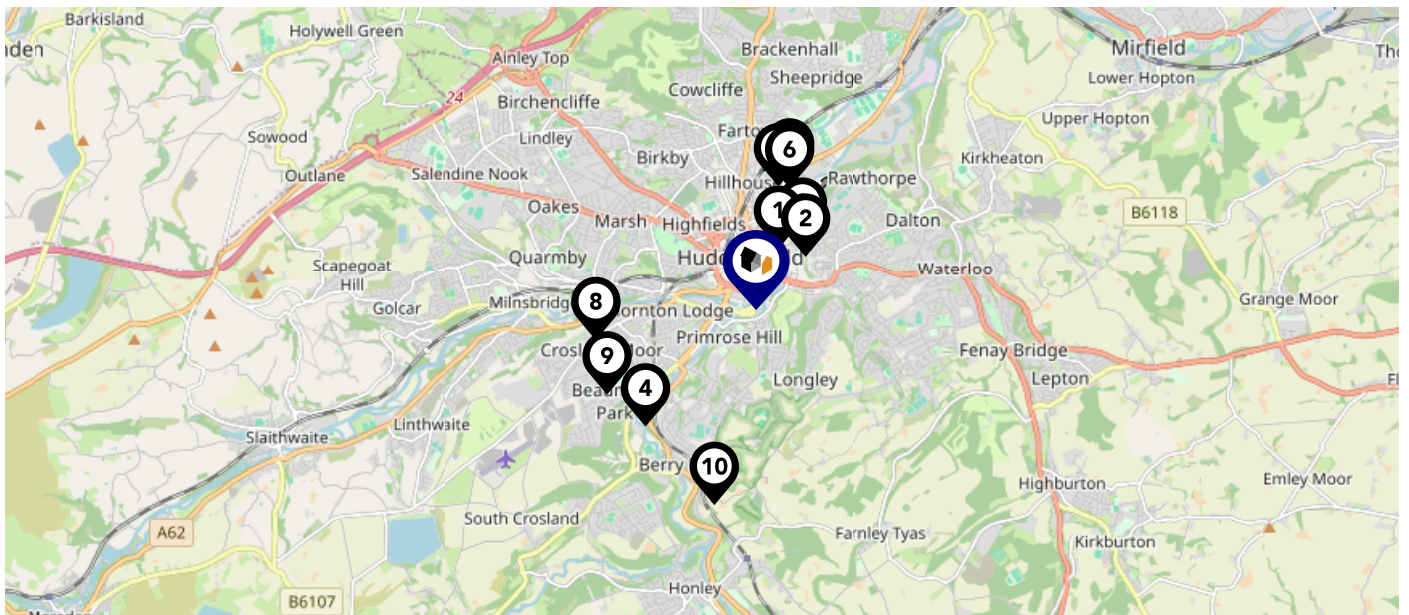 Barkisland
Holywell Green
Brackenhall
Mirfield
Ainley Top
Sheepridge
Lower Hopton
Cowcliffe
24
Birchencliffe
Upper Hopton
Sowood
Lindley
6
Birkby
Kirkheaton
Outlane
Salendine Nook
Rawthorpe
Oakes
Marsh
Highfields
1
2
Dalton
B6118
Quarmby
Scapegoat
Hill
Waterloo
Golcar
8
Grange Moor
Primrose Hill
9
Fenay Bridge
Longley
Lepton
4
Park
Linthwaite
Slaithwaite
Berry
10
Highburton
Emley Moor
South Crosland
A62
Farnley Tyas
Kirkburton
Honley
B6107